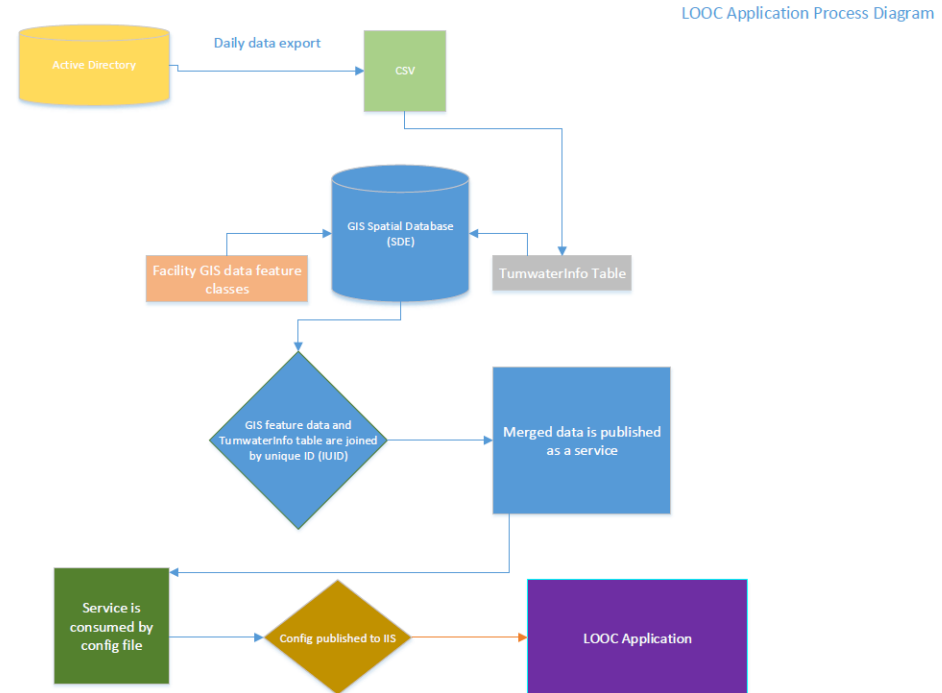 LOOC Application Process Diagram
Daily data export
Active Directory
CSV
GIS Spatial Database
(SDE)
Facility GIS data feature
classes
TumwaterInfo Table
GIS feature data and
TumwaterInfo table are joined
by unique ID (IUID)
Merged data is published
as a service
Service is
consumed by
config file
Config published to IIS
LOOC Application